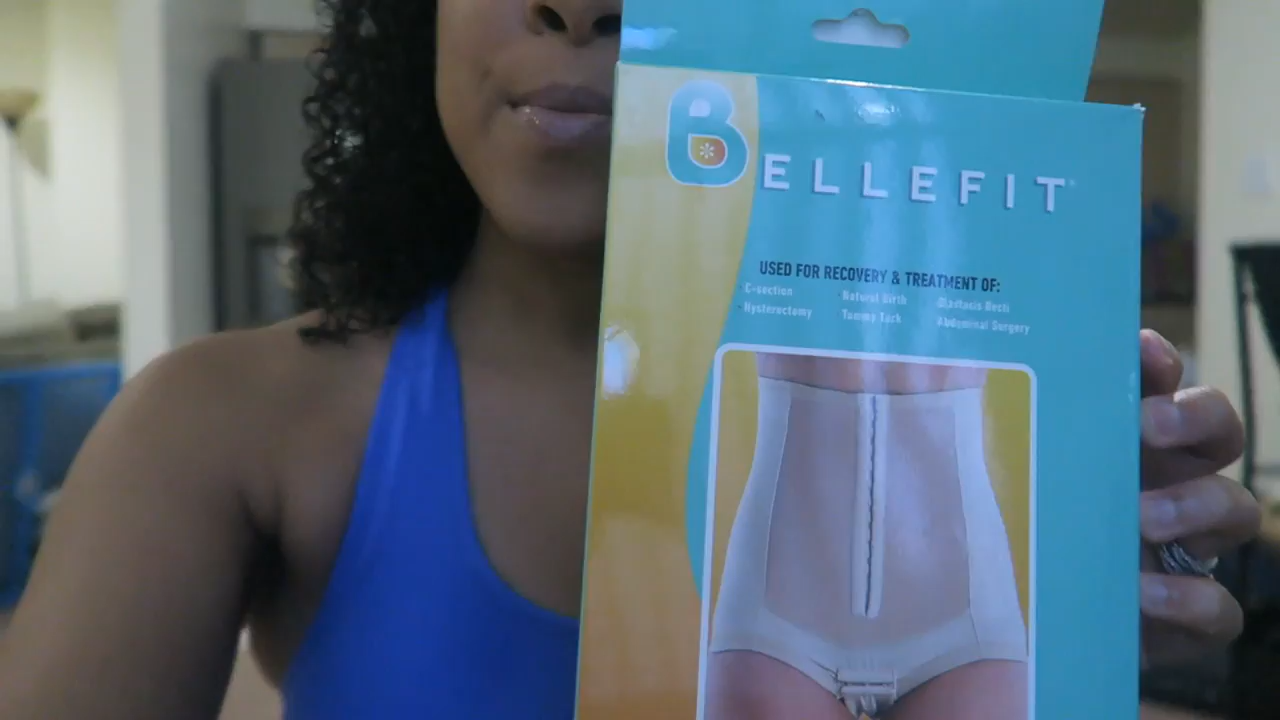 BELLEFIT
USED FOR RECOVERY & TREATMENT OF:
C-section Natural Birth Diastasis Recti
Hysterectomy Tummy Tuck Abdominal Surgery